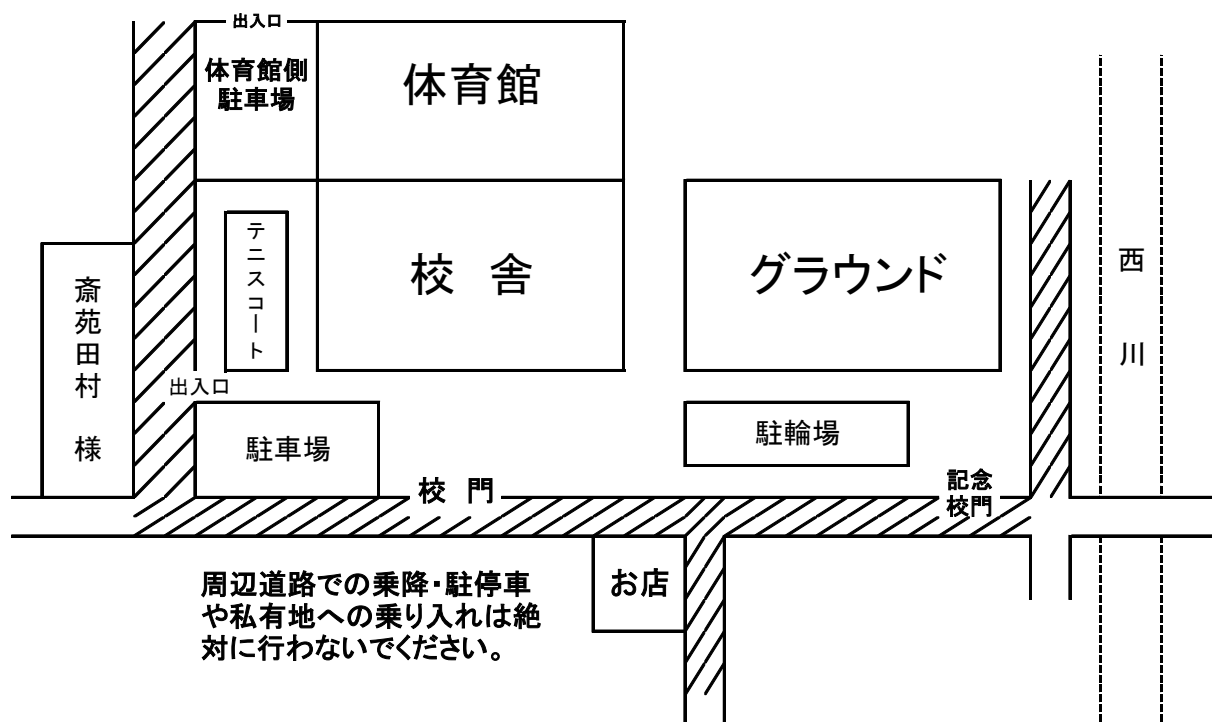 出入口
体育館側
駐車場
体育館
テニスコート
校 舎
グラウンド
西川
斎苑田村 様
出入口
駐車場
駐輪場
校 門
記念
校門
周辺道路での乗降・駐停車
や私有地への乗り入れは絶
対に行わないでください。
お店